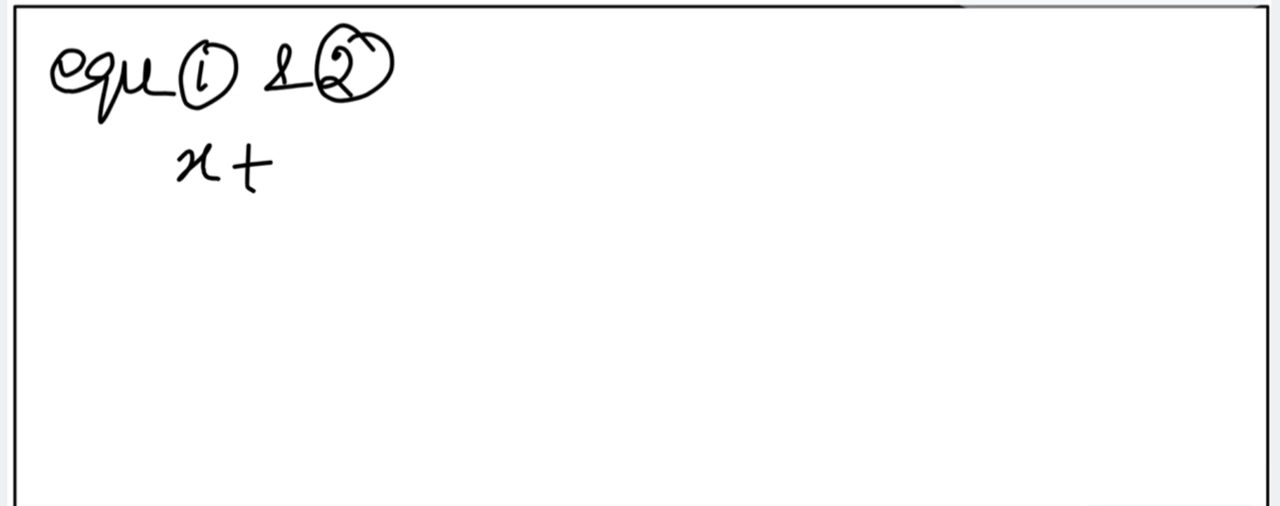 equ ① & ②
x +